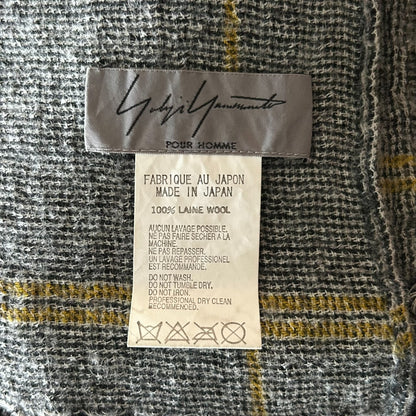 Yohji Yamamoto
POUR HOMME
FABRIQUE AU JAPON
MADE IN JAPAN
100% LAINE WOOL
AUCUN LAVAGE POSSIBLE.
NE PAS FAIRE SECHER A LA
MACHINE.
NE PAS REPASSER.
UN LAVAGE PROFESSIONEL
EST RECOMMANDE.
DO NOT WASH.
DO NOT TUMBLE DRY.
DO NOT IRON.
PROFESSIONAL DRY CLEAN
RECOMMENDED.